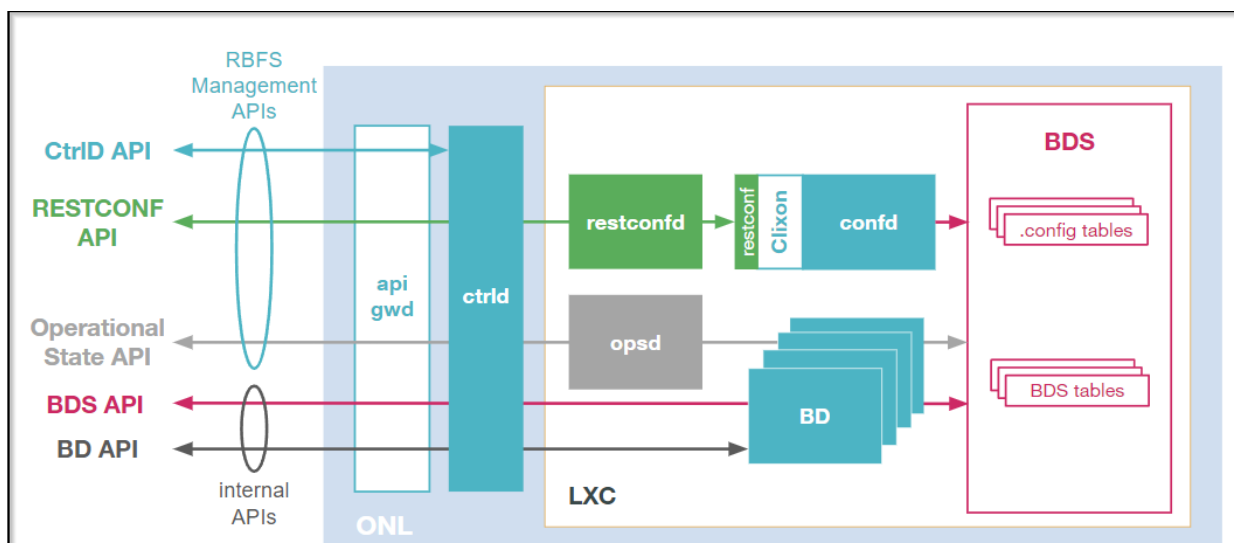 RBFS
Management
APIs
CtrlD API
RESTCONF
API
Operational
State API
BDS API
BD API
internal
APIs
api
gwd
ctrld
ONL
restconfd
restconf
Clixon
confd
opsd
BD
LXC
BDS
.config tables
BDS tables